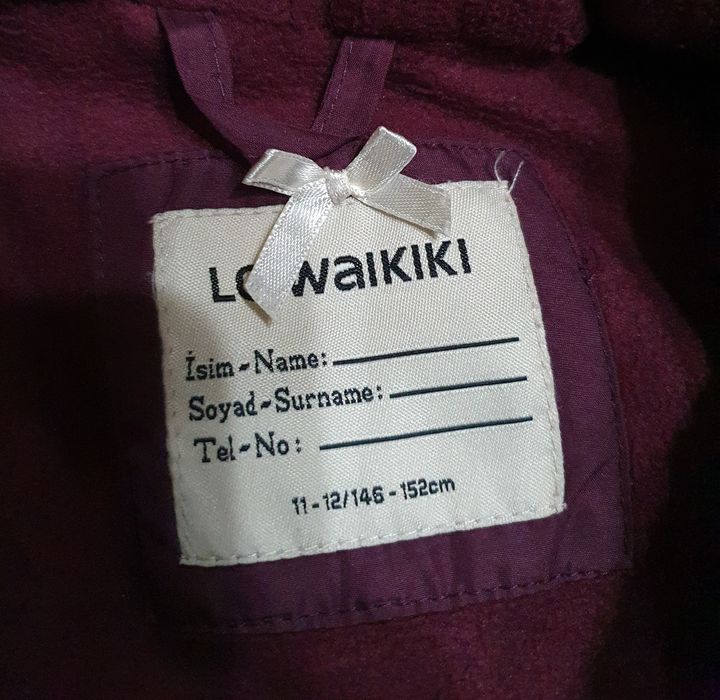 LC WAIKIKI
İsim-Name:
Soyad-Surname:
Tel-No:
11-12/146-152cm